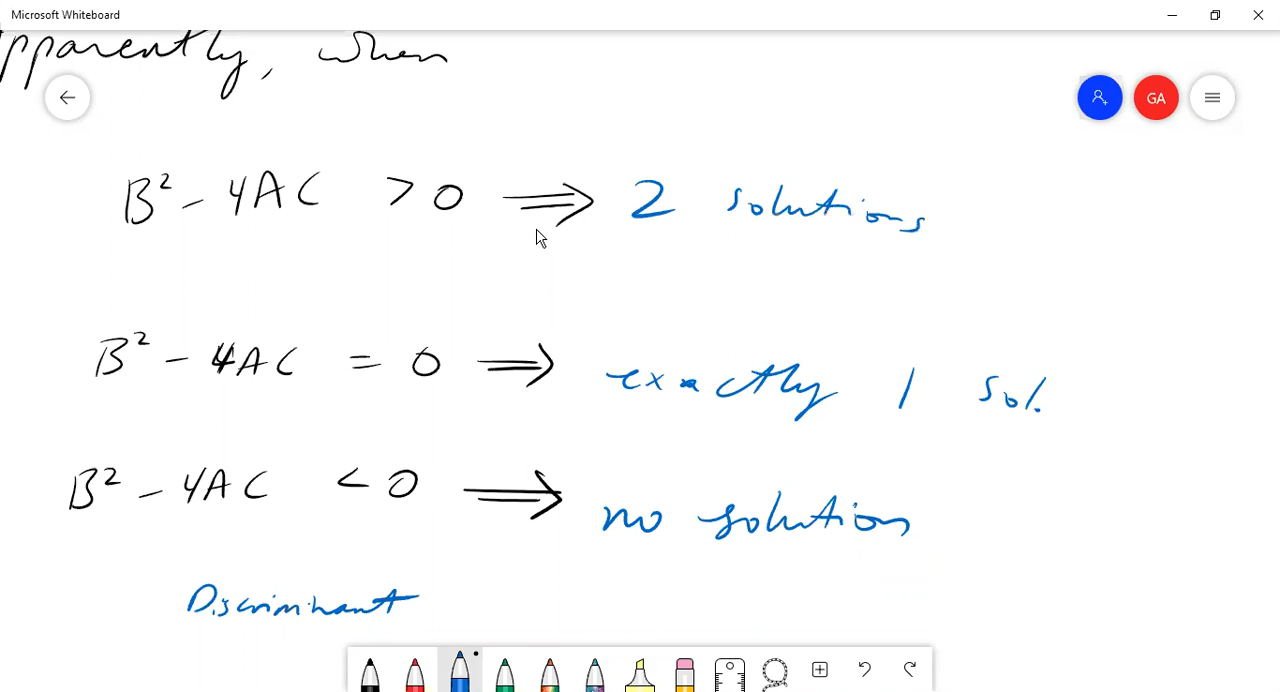 Microsoft Whiteboard
apparently, when
GA
B² - 4AC > 0 ⟹ 2 solutions
B² - 4AC = 0 ⟹ exactly 1 sol.
B² - 4AC < 0 ⟹ no solution
Discriminant